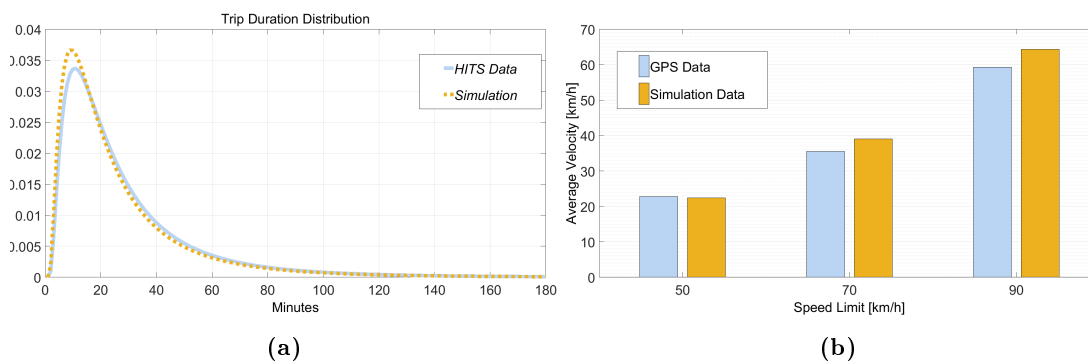 Trip Duration Distribution
0.04
0.035
0.03
0.025
0.02
0.015
0.01
0.005
0
HITS Data
Simulation
0 20 40 60 80 100 120 140 160 180
Minutes
(a)
70
60
50
40
30
20
10
0
Average Velocity [km/h]
GPS Data
Simulation Data
50 70 90
Speed Limit [km/h]
(b)